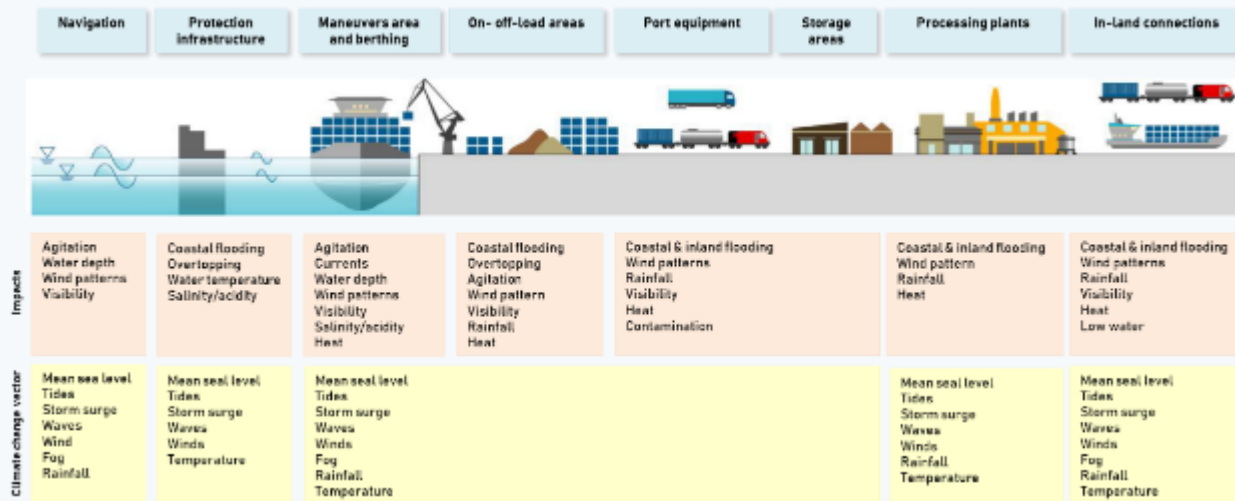 Navigation
Protection
infrastructure
Maneuvers area
and berthing
On- off-load areas
Port equipment
Storage
areas
Processing plants
In-land connections
Impacts
Agitation
Water depth
Wind patterns
Visibility
Coastal flooding
Overtopping
Water temperature
Salinity/acidity
Agitation
Currents
Water depth
Wind patterns
Visibility
Salinity/acidity
Heat
Coastal flooding
Overtopping
Agitation
Wind pattern
Visibility
Rainfall
Heat
Coastal & inland flooding
Wind patterns
Rainfall
Visibility
Heat
Contamination
Coastal & inland flooding
Wind pattern
Rainfall
Heat
Coastal & inland flooding
Wind patterns
Rainfall
Visibility
Heat
Low water
Climate change vector
Mean sea level
Tides
Storm surge
Waves
Wind
Fog
Rainfall
Mean seal level
Tides
Storm surge
Waves
Winds
Temperature
Mean seal level
Tides
Storm surge
Waves
Winds
Fog
Rainfall
Temperature
Mean sea level
Tides
Storm surge
Waves
Winds
Rainfall
Temperature
Mean sea level
Tides
Storm surge
Waves
Winds
Fog
Rainfall
Temperature